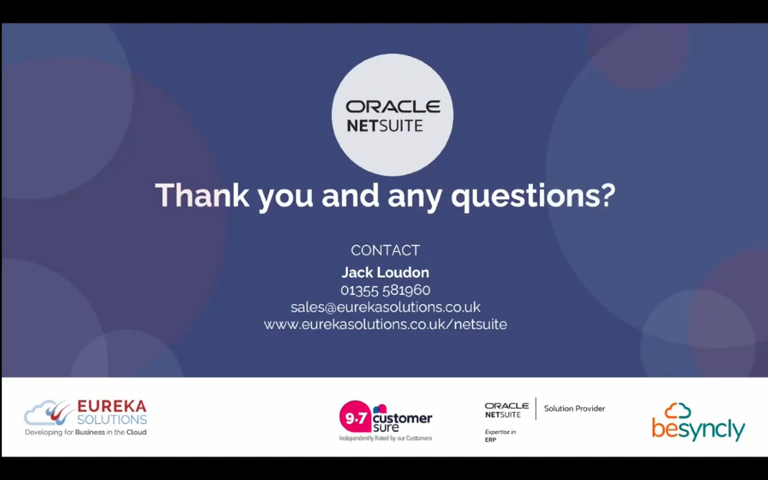 ORACLE
NETSUITE
Thank you and any questions?
CONTACT
Jack Loudon
01355 581960
sales@eurekasolutions.co.uk
www.eurekasolutions.co.uk/netsuite
EUREKA
SOLUTIONS
Developing for Business in the Cloud
9.7 customer
sure
Independently Rated by our Customers
ORACLE
NETSUITE
Solution Provider
Expertise in
ERP
besyncly